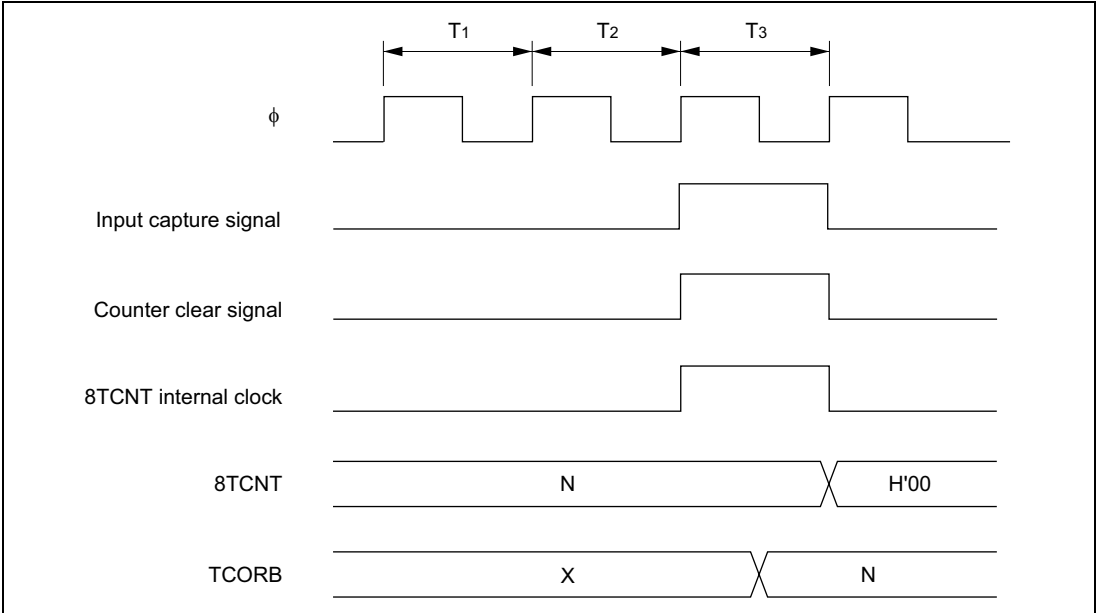 T1 T2 T3
φ
Input capture signal
Counter clear signal
8TCNT internal clock
8TCNT N H'00
TCORB X N